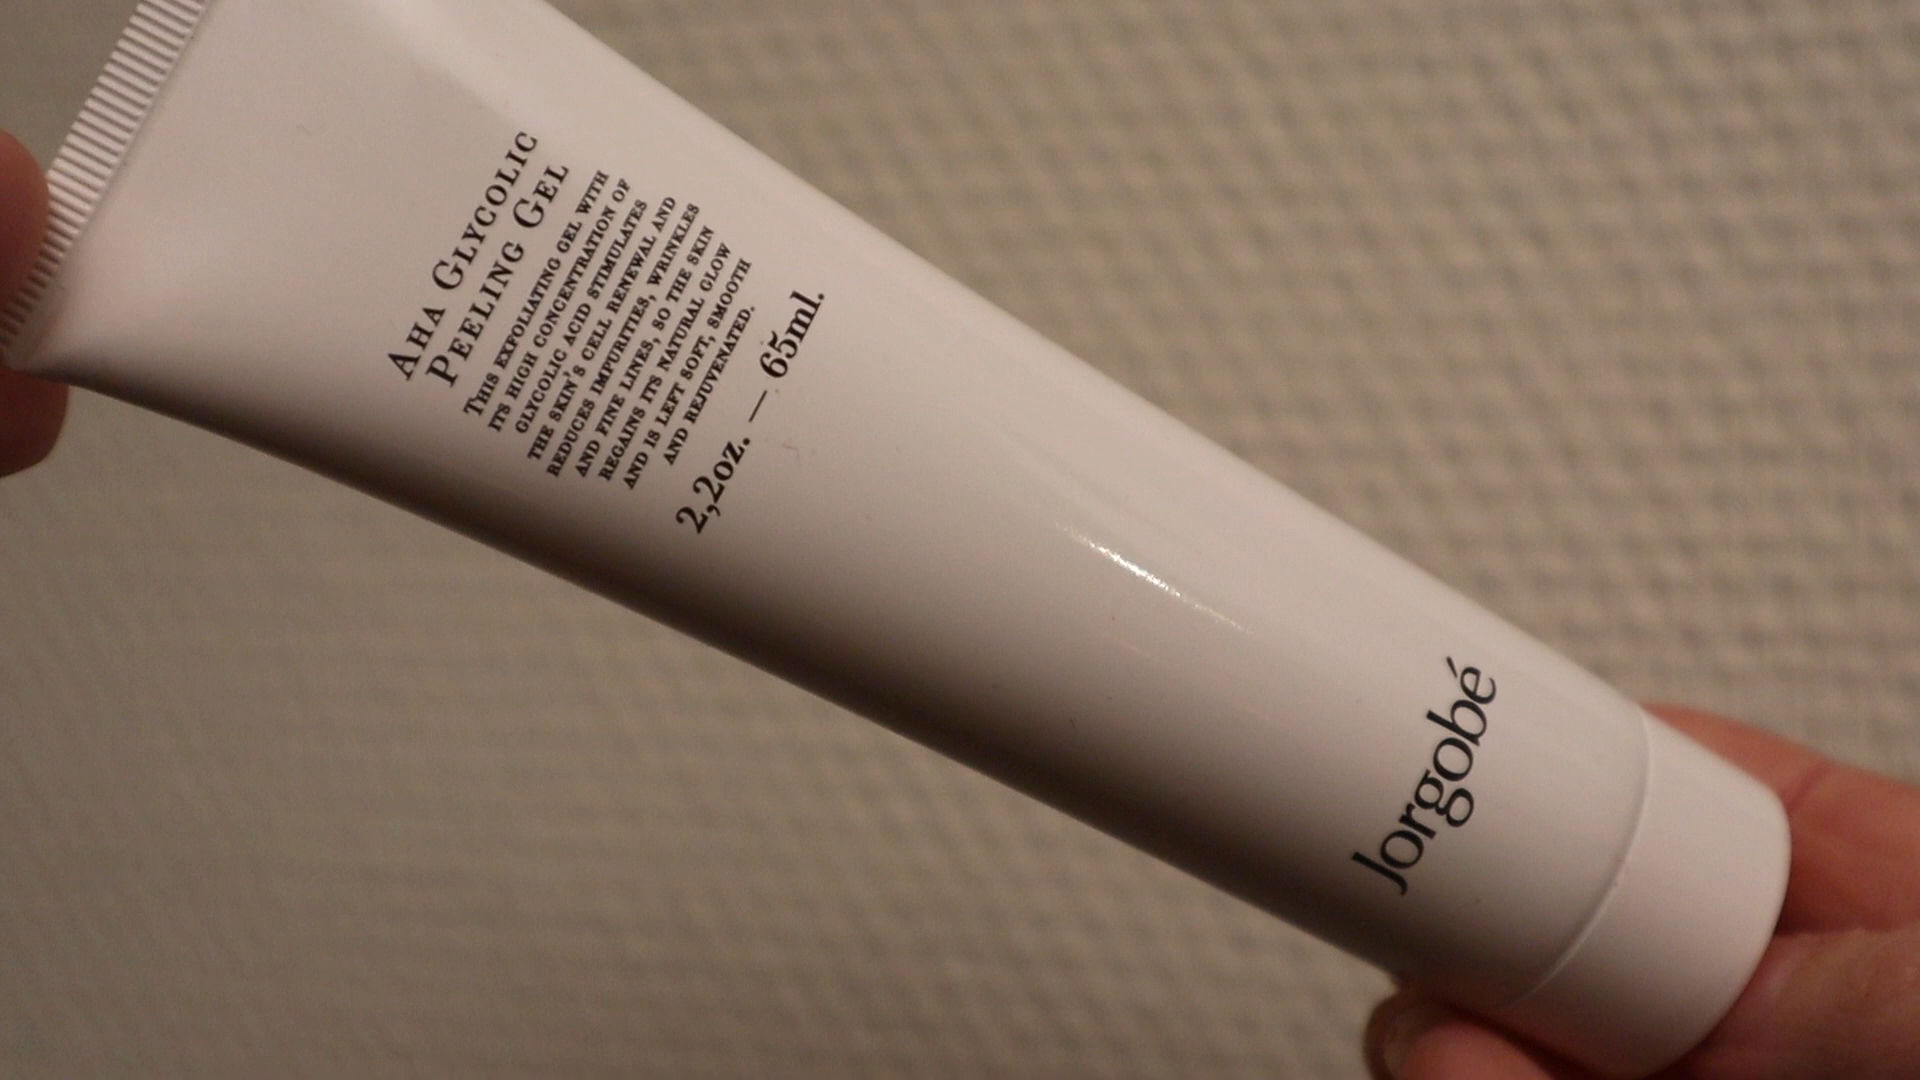 AHA GLYCOLIC
PEELING GEL
THIS EXFOLIATING GEL WITH
ITS HIGH CONCENTRATION OF
GLYCOLIC ACID STIMULATES
THE SKIN'S CELL RENEWAL AND
REDUCES IMPURITIES, WRINKLES
AND FINE LINES, SO THE SKIN
REGAINS ITS NATURAL GLOW
AND IS LEFT SOFT, SMOOTH
AND REJUVENATED.
2,2oz. — 65ml.
Jorgobé